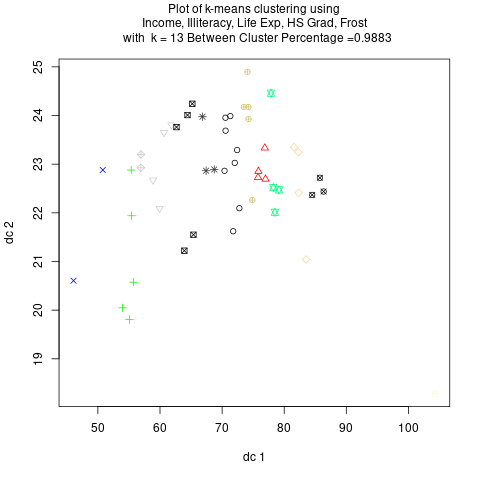 Plot of k-means clustering using
Income, Illiteracy, Life Exp, HS Grad, Frost
with k = 13 Between Cluster Percentage =0.9883
25
24
23
22
21
20
19
dc 2
50 60 70 80 90 100
dc 1